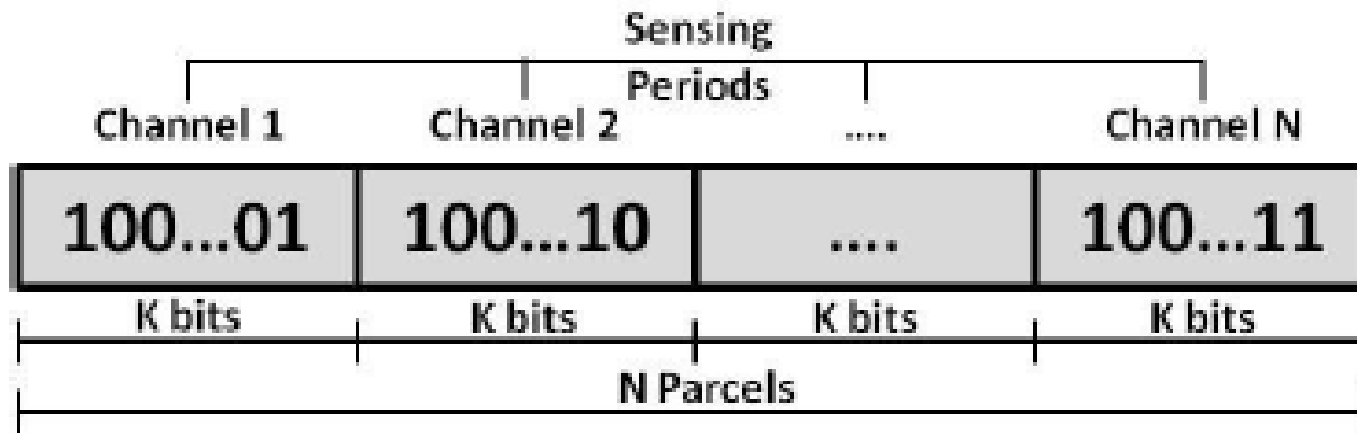 Sensing
Periods
Channel 1 Channel 2 .... Channel N
100...01 100...10 .... 100...11
K bits K bits K bits K bits
N Parcels